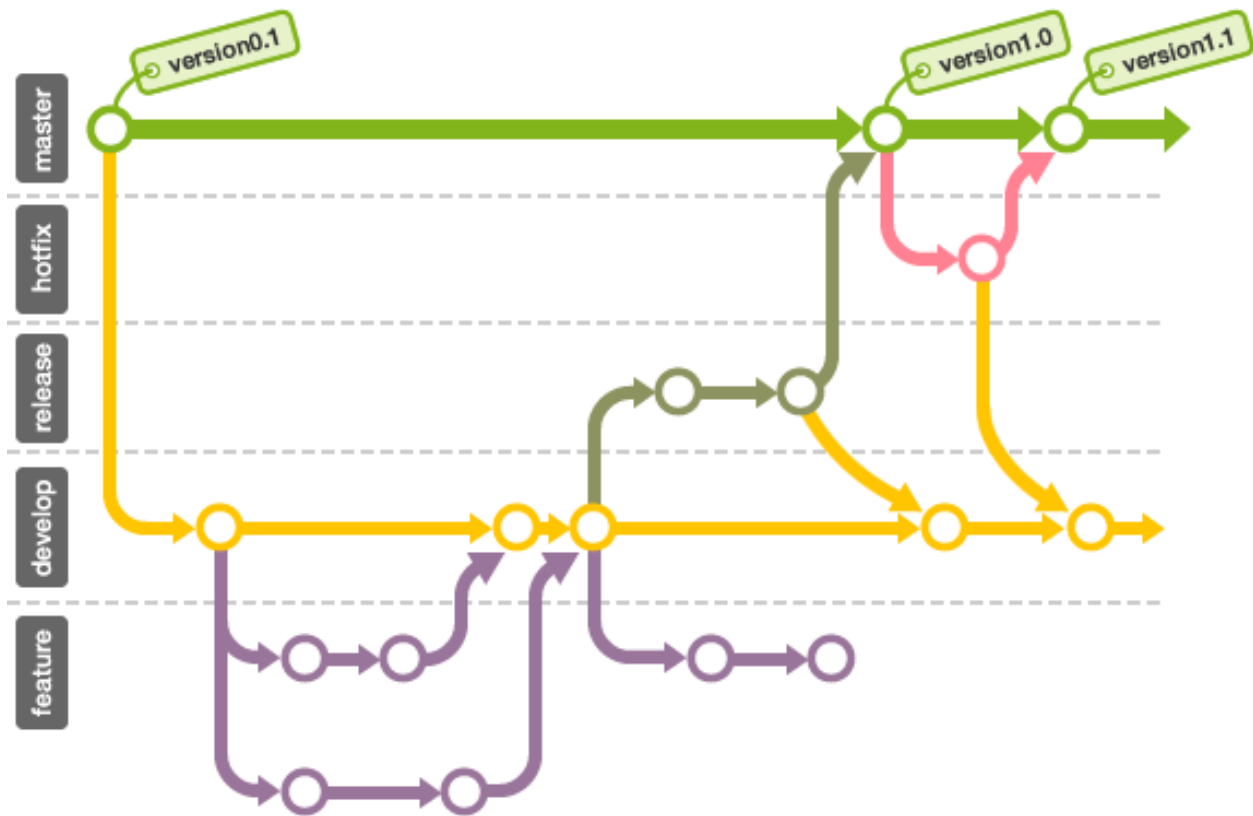 version0.1
version1.0
version1.1
master
hotfix
release
develop
feature